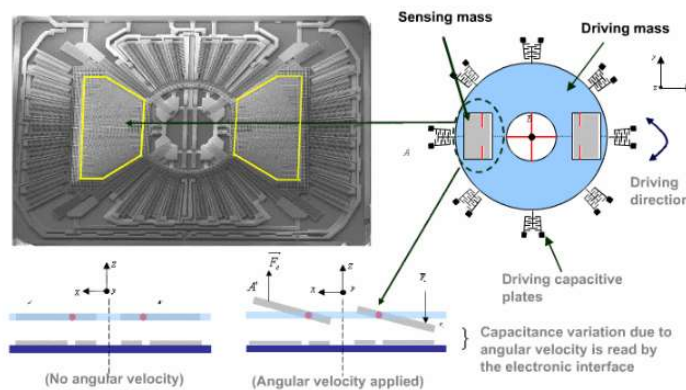 Sensing mass
Driving mass
y
z
A
Driving
direction
Driving capacitive
plates
z
x
y
z
x
y
A'
F
(No angular velocity)
(Angular velocity applied)
Capacitance variation due to
angular velocity is read by
the electronic interface